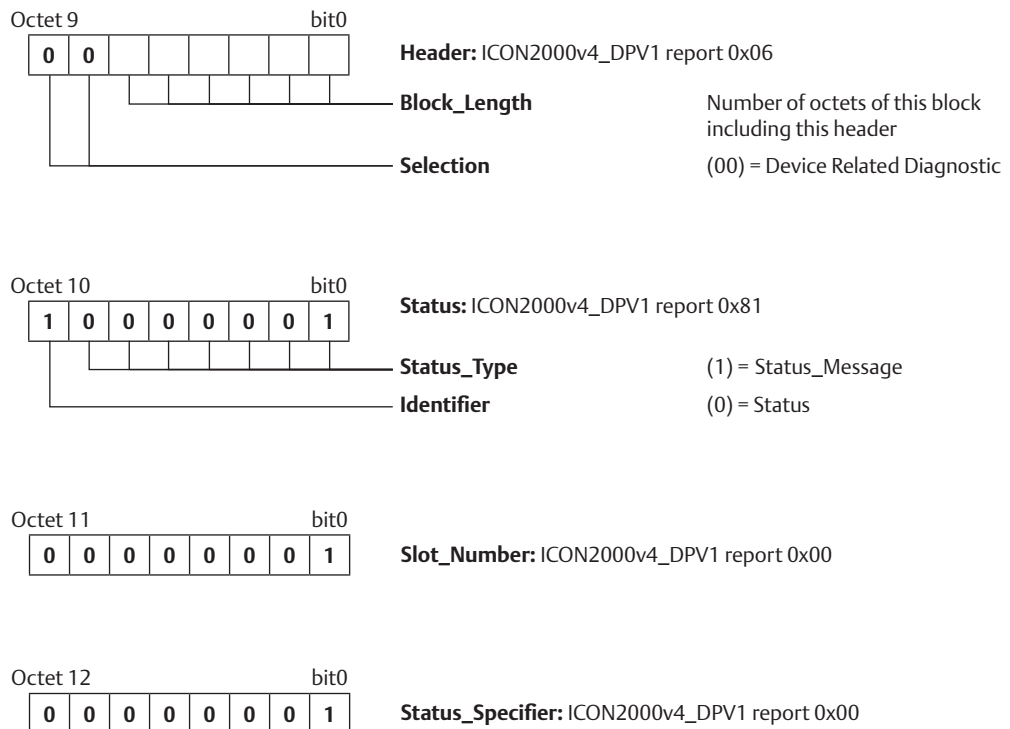 Octet 9 bit0
0 0 Header: ICON2000v4_DPV1 report 0x06
Block_Length Number of octets of this block
including this header
Selection (00) = Device Related Diagnostic
Octet 10 bit0
1 0 0 0 0 0 0 1 Status: ICON2000v4_DPV1 report 0x81
Status_Type (1) = Status_Message
Identifier (0) = Status
Octet 11 bit0
0 0 0 0 0 0 0 1 Slot_Number: ICON2000v4_DPV1 report 0x00
Octet 12 bit0
0 0 0 0 0 0 0 1 Status_Specifier: ICON2000v4_DPV1 report 0x00